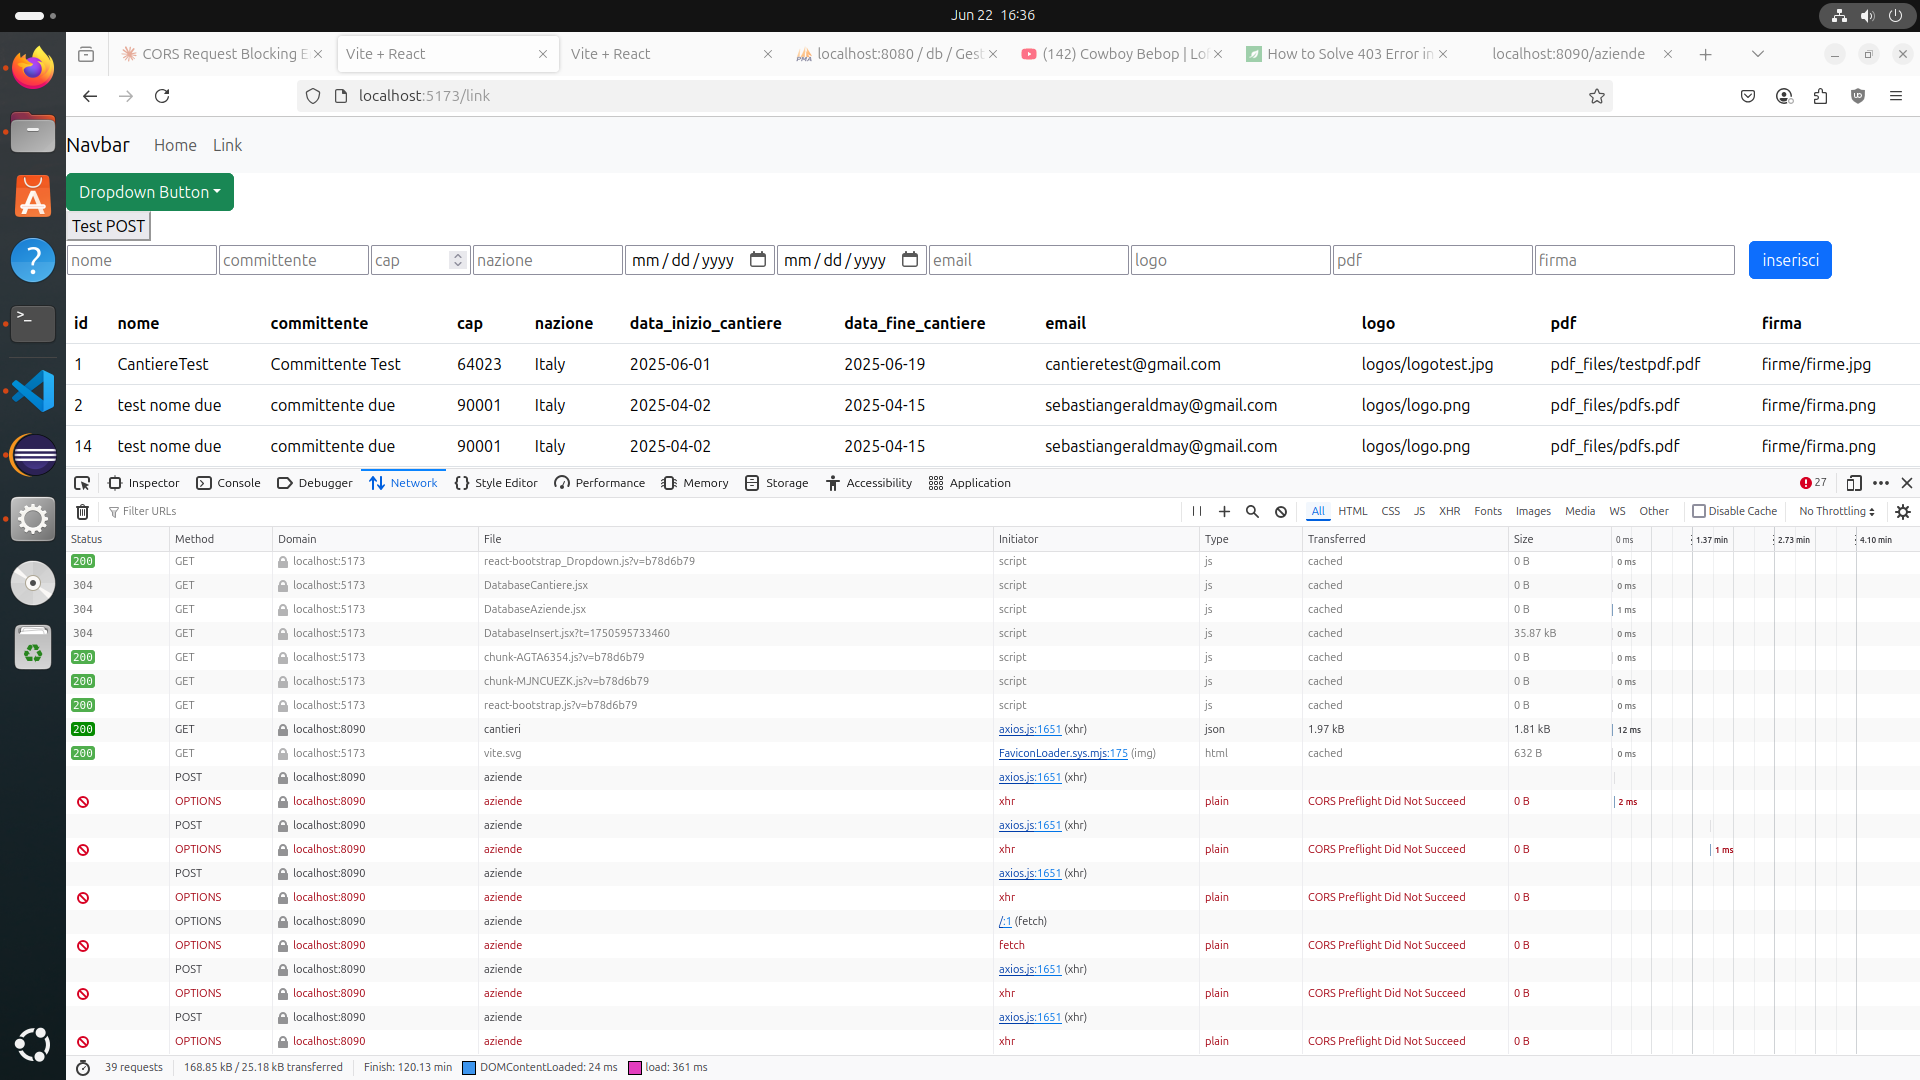 Jun 22 16:36
CORS Request Blocking E
Vite + React
Vite + React
localhost:8080 / db / Gest
(142) Cowboy Bebop | Lof
How to Solve 403 Error in
localhost:8090/aziende
localhost:5173/link
Navbar Home Link
Dropdown Button
Test POST
nome committente cap nazione mm/dd/yyyy mm/dd/yyyy email logo pdf firma inserisci
id nome committente cap nazione data_inizio_cantiere data_fine_cantiere email logo pdf firma
1 CantiereTest Committente Test 64023 Italy 2025-06-01 2025-06-19 cantieretest@gmail.com logos/logotest.jpg pdf_files/testpdf.pdf firme/firme.jpg
2 test nome due committente due 90001 Italy 2025-04-02 2025-04-15 sebastiangeraldmay@gmail.com logos/logo.png pdf_files/pdfs.pdf firme/firma.png
14 test nome due committente due 90001 Italy 2025-04-02 2025-04-15 sebastiangeraldmay@gmail.com logos/logo.png pdf_files/pdfs.pdf firme/firma.png
Inspector Console Debugger Network Style Editor Performance Memory Storage Accessibility Application 27
Filter URLs All HTML CSS JS XHR Fonts Images Media WS Other Disable Cache No Throttling
Status Method Domain File Initiator Type Transferred Size 0 ms 1.37 min 2.73 min 4.10 min
200 GET localhost:5173 react-bootstrap_Dropdown.js?v=b78d6b79 script js cached 0 B 0 ms
304 GET localhost:5173 DatabaseCantiere.jsx script js cached 0 B 0 ms
304 GET localhost:5173 DatabaseAziende.jsx script js cached 0 B 1 ms
304 GET localhost:5173 DatabaseInsert.jsx?t=1750595733460 script js cached 35.87 kB 0 ms
200 GET localhost:5173 chunk-AGTA6354.js?v=b78d6b79 script js cached 0 B 0 ms
200 GET localhost:5173 chunk-MJNCUEZK.js?v=b78d6b79 script js cached 0 B 0 ms
200 GET localhost:5173 react-bootstrap.js?v=b78d6b79 script js cached 0 B 0 ms
200 GET localhost:8090 cantieri axios.js:1651 (xhr) json 1.97 kB 1.81 kB 12 ms
200 GET localhost:5173 vite.svg FaviconLoader.sys.mjs:175 (img) html cached 632 B 0 ms
POST localhost:8090 aziende axios.js:1651 (xhr)
OPTIONS localhost:8090 aziende xhr plain CORS Preflight Did Not Succeed 0 B 2 ms
POST localhost:8090 aziende axios.js:1651 (xhr)
OPTIONS localhost:8090 aziende xhr plain CORS Preflight Did Not Succeed 0 B 1 ms
POST localhost:8090 aziende axios.js:1651 (xhr)
OPTIONS localhost:8090 aziende xhr plain CORS Preflight Did Not Succeed 0 B
OPTIONS localhost:8090 aziende /:1 (fetch)
OPTIONS localhost:8090 aziende fetch plain CORS Preflight Did Not Succeed 0 B
POST localhost:8090 aziende axios.js:1651 (xhr)
OPTIONS localhost:8090 aziende xhr plain CORS Preflight Did Not Succeed 0 B
POST localhost:8090 aziende axios.js:1651 (xhr)
OPTIONS localhost:8090 aziende xhr plain CORS Preflight Did Not Succeed 0 B
39 requests 168.85 kB / 25.18 kB transferred Finish: 120.13 min DOMContentLoaded: 24 ms load: 361 ms